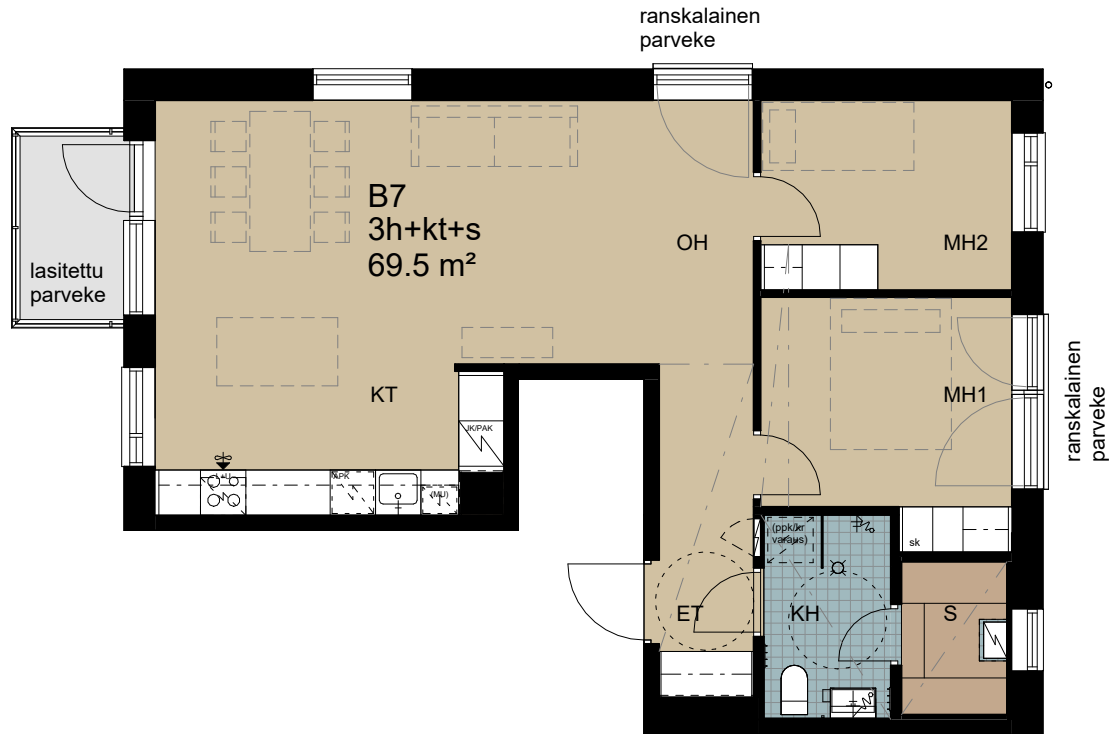 ranskalainen
parveke
B7
3h+kt+s
69.5 m²
OH
MH2
lasitettu
parveke
KT
MH1
ranskalainen
parveke
JK/PAK
APK
(MU)
(ppk/kr
varaus)
sk
ET
KH
S